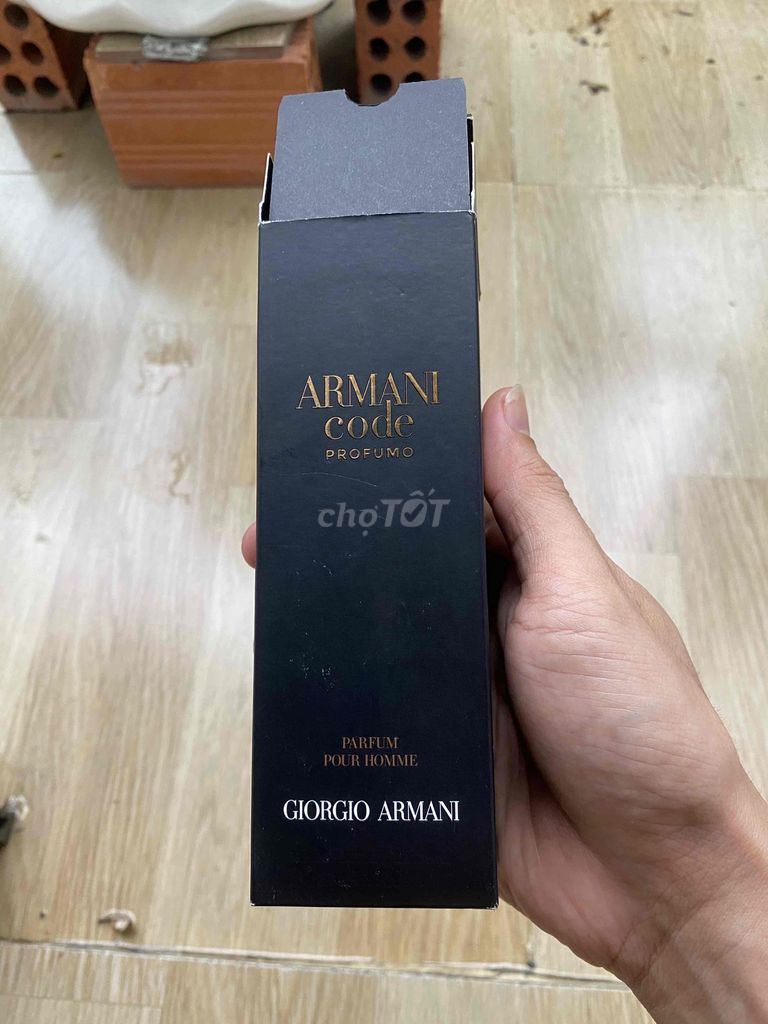 ARMANI
code
PROFUMO
chợTỐT
PARFUM
POUR HOMME
GIORGIO ARMANI